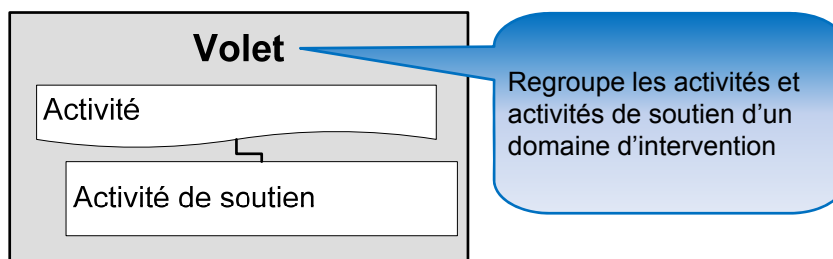 Volet
Activité
Activité de soutien
Regroupe les activités et
activités de soutien d’un
domaine d’intervention